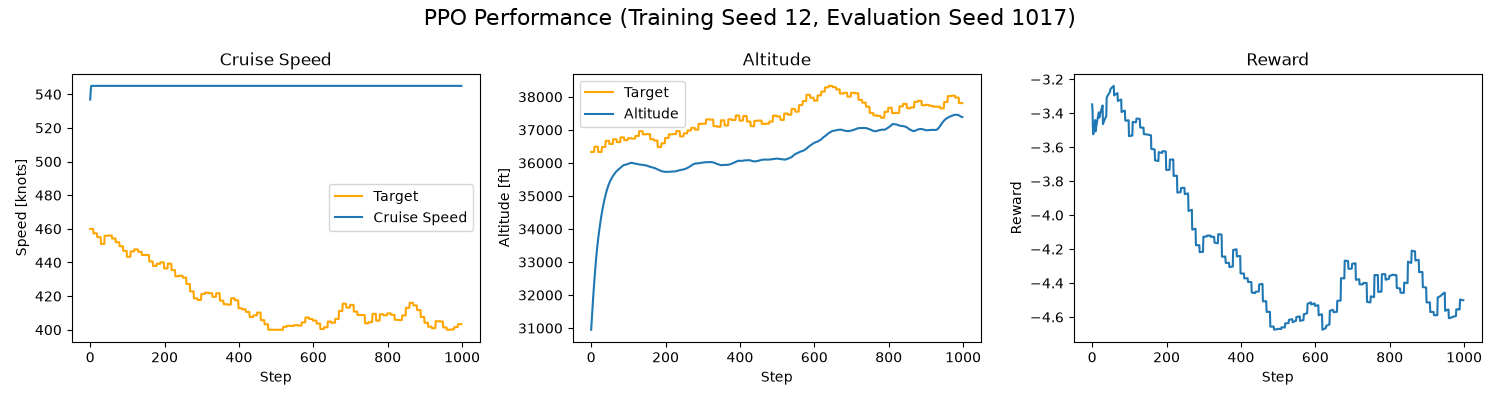 PPO Performance (Training Seed 12, Evaluation Seed 1017)
Cruise Speed
Speed [knots]
540
520
500
480
460
440
420
400
Target
Cruise Speed
0 200 400 600 800 1000
Step
Altitude
Altitude [ft]
38000
37000
36000
35000
34000
33000
32000
31000
Target
Altitude
0 200 400 600 800 1000
Step
Reward
Reward
−3.2
−3.4
−3.6
−3.8
−4.0
−4.2
−4.4
−4.6
0 200 400 600 800 1000
Step